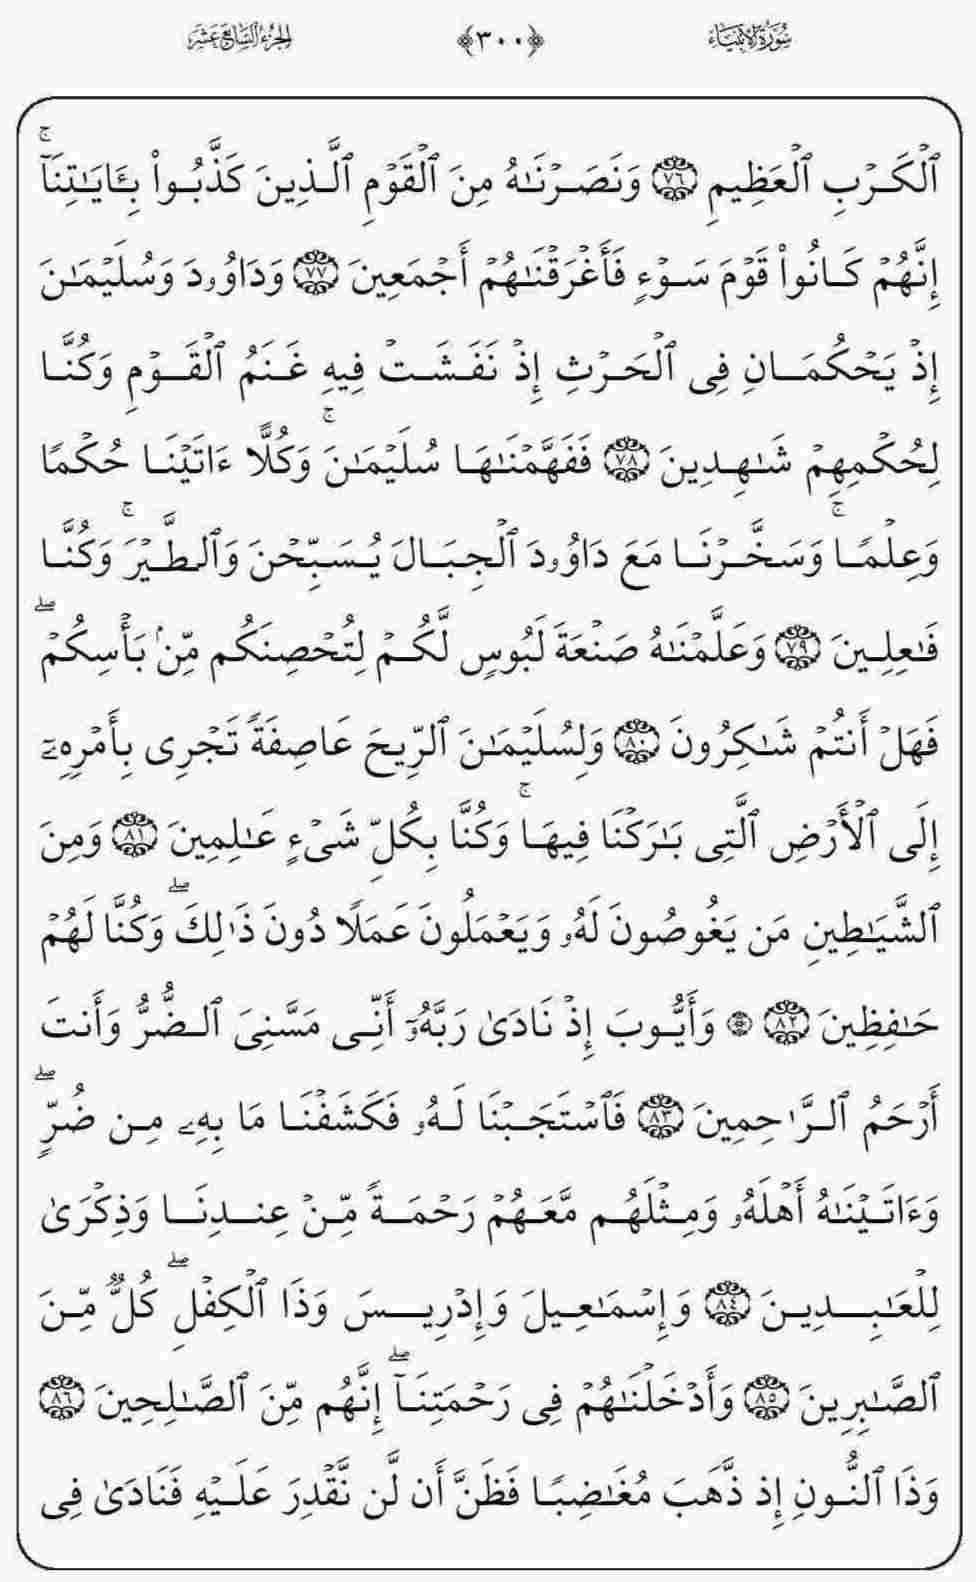 سُورَةُ الأَنبِيَاءِ ﴿٣٠٠﴾ الجُزْءُ السَّابِعَ عَشَرَ
ٱلْكَرْبِ ٱلْعَظِيمِ ٧٦ وَنَصَرْنَٰهُ مِنَ ٱلْقَوْمِ ٱلَّذِينَ كَذَّبُوا۟ بِـَٔايَٰتِنَآ ۚ
إِنَّهُمْ كَانُوا۟ قَوْمَ سَوْءٍ فَأَغْرَقْنَٰهُمْ أَجْمَعِينَ ٧٧ وَدَاوُۥدَ وَسُلَيْمَٰنَ
إِذْ يَحْكُمَانِ فِى ٱلْحَرْثِ إِذْ نَفَشَتْ فِيهِ غَنَمُ ٱلْقَوْمِ وَكُنَّا
لِحُكْمِهِمْ شَٰهِدِينَ ٧٨ فَفَهَّمْنَٰهَا سُلَيْمَٰنَ ۚ وَكُلًّا ءَاتَيْنَا حُكْمًا
وَعِلْمًا ۚ وَسَخَّرْنَا مَعَ دَاوُۥدَ ٱلْجِبَالَ يُسَبِّحْنَ وَٱلطَّيْرَ ۚ وَكُنَّا
فَٰعِلِينَ ٧٩ وَعَلَّمْنَٰهُ صَنْعَةَ لَبُوسٍ لَّكُمْ لِتُحْصِنَكُم مِّنۢ بَأْسِكُمْ ۖ
فَهَلْ أَنتُمْ شَٰكِرُونَ ٨٠ وَلِسُلَيْمَٰنَ ٱلرِّيحَ عَاصِفَةً تَجْرِى بِأَمْرِهِۦٓ
إِلَى ٱلْأَرْضِ ٱلَّتِى بَٰرَكْنَا فِيهَا ۚ وَكُنَّا بِكُلِّ شَىْءٍ عَٰلِمِينَ ٨١ وَمِنَ
ٱلشَّيَٰطِينِ مَن يَغُوصُونَ لَهُۥ وَيَعْمَلُونَ عَمَلًا دُونَ ذَٰلِكَ ۖ وَكُنَّا لَهُمْ
حَٰفِظِينَ ٨٢ ۞ وَأَيُّوبَ إِذْ نَادَىٰ رَبَّهُۥٓ أَنِّى مَسَّنِىَ ٱلضُّرُّ وَأَنتَ
أَرْحَمُ ٱلرَّٰحِمِينَ ٨٣ فَٱسْتَجَبْنَا لَهُۥ فَكَشَفْنَا مَا بِهِۦ مِن ضُرٍّ ۖ
وَءَاتَيْنَٰهُ أَهْلَهُۥ وَمِثْلَهُم مَّعَهُمْ رَحْمَةً مِّنْ عِندِنَا وَذِكْرَىٰ
لِلْعَٰبِدِينَ ٨٤ وَإِسْمَٰعِيلَ وَإِدْرِيسَ وَذَا ٱلْكِفْلِ ۖ كُلٌّ مِّنَ
ٱلصَّٰبِرِينَ ٨٥ وَأَدْخَلْنَٰهُمْ فِى رَحْمَتِنَآ ۖ إِنَّهُم مِّنَ ٱلصَّٰلِحِينَ ٨٦
وَذَا ٱلنُّونِ إِذ ذَّهَبَ مُغَٰضِبًا فَظَنَّ أَن لَّن نَّقْدِرَ عَلَيْهِ فَنَادَىٰ فِى